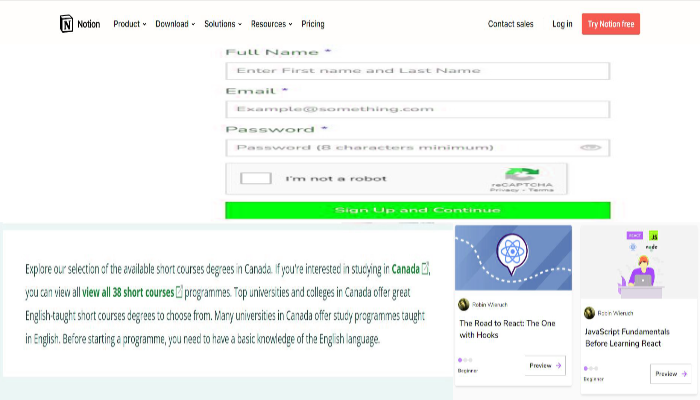 Notion
Product Download Solutions Resources Pricing
Contact sales Log in Try Notion free
Full Name *
Enter First name and Last Name
Email *
Example@something.com
Password *
Password (8 characters minimum)
I'm not a robot
reCAPTCHA
Privacy - Terms
Sign Up and Continue
Explore our selection of the available short courses degrees in Canada. If you're interested in studying in Canada,
you can view all view all 38 short courses programmes. Top universities and colleges in Canada offer great
English-taught short courses degrees to choose from. Many universities in Canada offer study programmes taught
in English. Before starting a programme, you need to have a basic knowledge of the English language.
Robin Wieruch
The Road to React: The One
with Hooks
Beginner
Preview
REACT
JS
node
Robin Wieruch
JavaScript Fundamentals
Before Learning React
Beginner
Preview